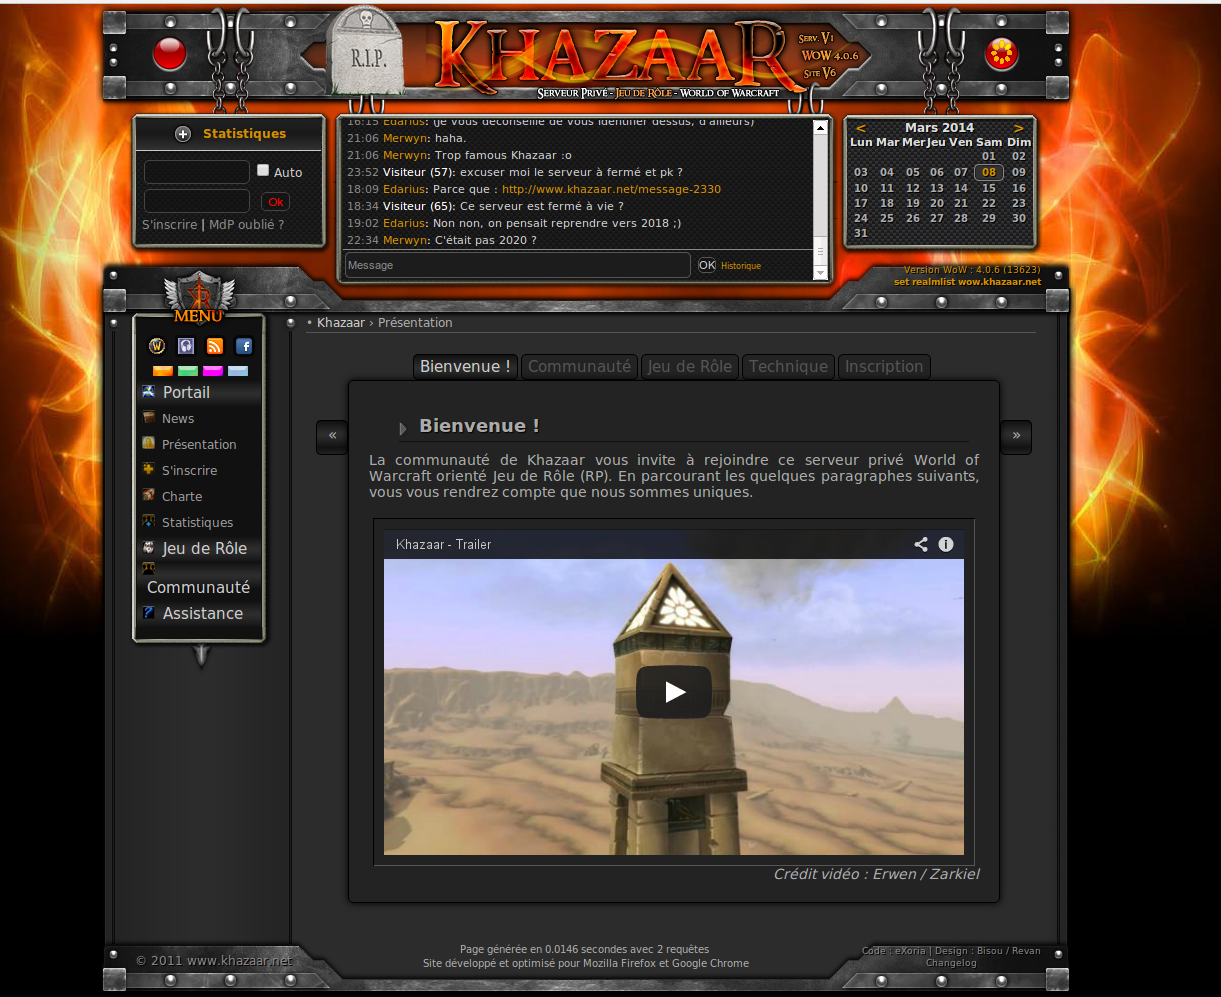 R.I.P.
KHAZAAR
Serv. V1
WoW 4.0.6
Site V6
Serveur Privé - Jeu de Rôle - World of Warcraft
Statistiques
Auto
Ok
S'inscrire | MdP oublié ?
16:15 Edarius: (je vous déconseille de vous identifier dessus, d'ailleurs)
21:06 Merwyn: haha.
21:06 Merwyn: Trop famous Khazaar :o
23:52 Visiteur (57): excuser moi le serveur à fermé et pk ?
18:09 Edarius: Parce que : http://www.khazaar.net/message-2330
18:34 Visiteur (65): Ce serveur est fermé à vie ?
19:02 Edarius: Non non, on pensait reprendre vers 2018 ;)
22:34 Merwyn: C'était pas 2020 ?
Message OK Historique
< Mars 2014 >
Lun Mar Mer Jeu Ven Sam Dim
01 02
03 04 05 06 07 08 09
10 11 12 13 14 15 16
17 18 19 20 21 22 23
24 25 26 27 28 29 30
31
Version WoW : 4.0.6 (13623)
set realmlist wow.khazaar.net
MENU
Portail
News
Présentation
S'inscrire
Charte
Statistiques
Jeu de Rôle
Communauté
Assistance
• Khazaar › Présentation
Bienvenue ! Communauté Jeu de Rôle Technique Inscription
« »
Bienvenue !
La communauté de Khazaar vous invite à rejoindre ce serveur privé World of
Warcraft orienté Jeu de Rôle (RP). En parcourant les quelques paragraphes suivants,
vous vous rendrez compte que nous sommes uniques.
Khazaar - Trailer
Crédit vidéo : Erwen / Zarkiel
© 2011 www.khazaar.net
Page générée en 0.0146 secondes avec 2 requêtes
Site développé et optimisé pour Mozilla Firefox et Google Chrome
Code : eXoria | Design : Bisou / Revan
Changelog